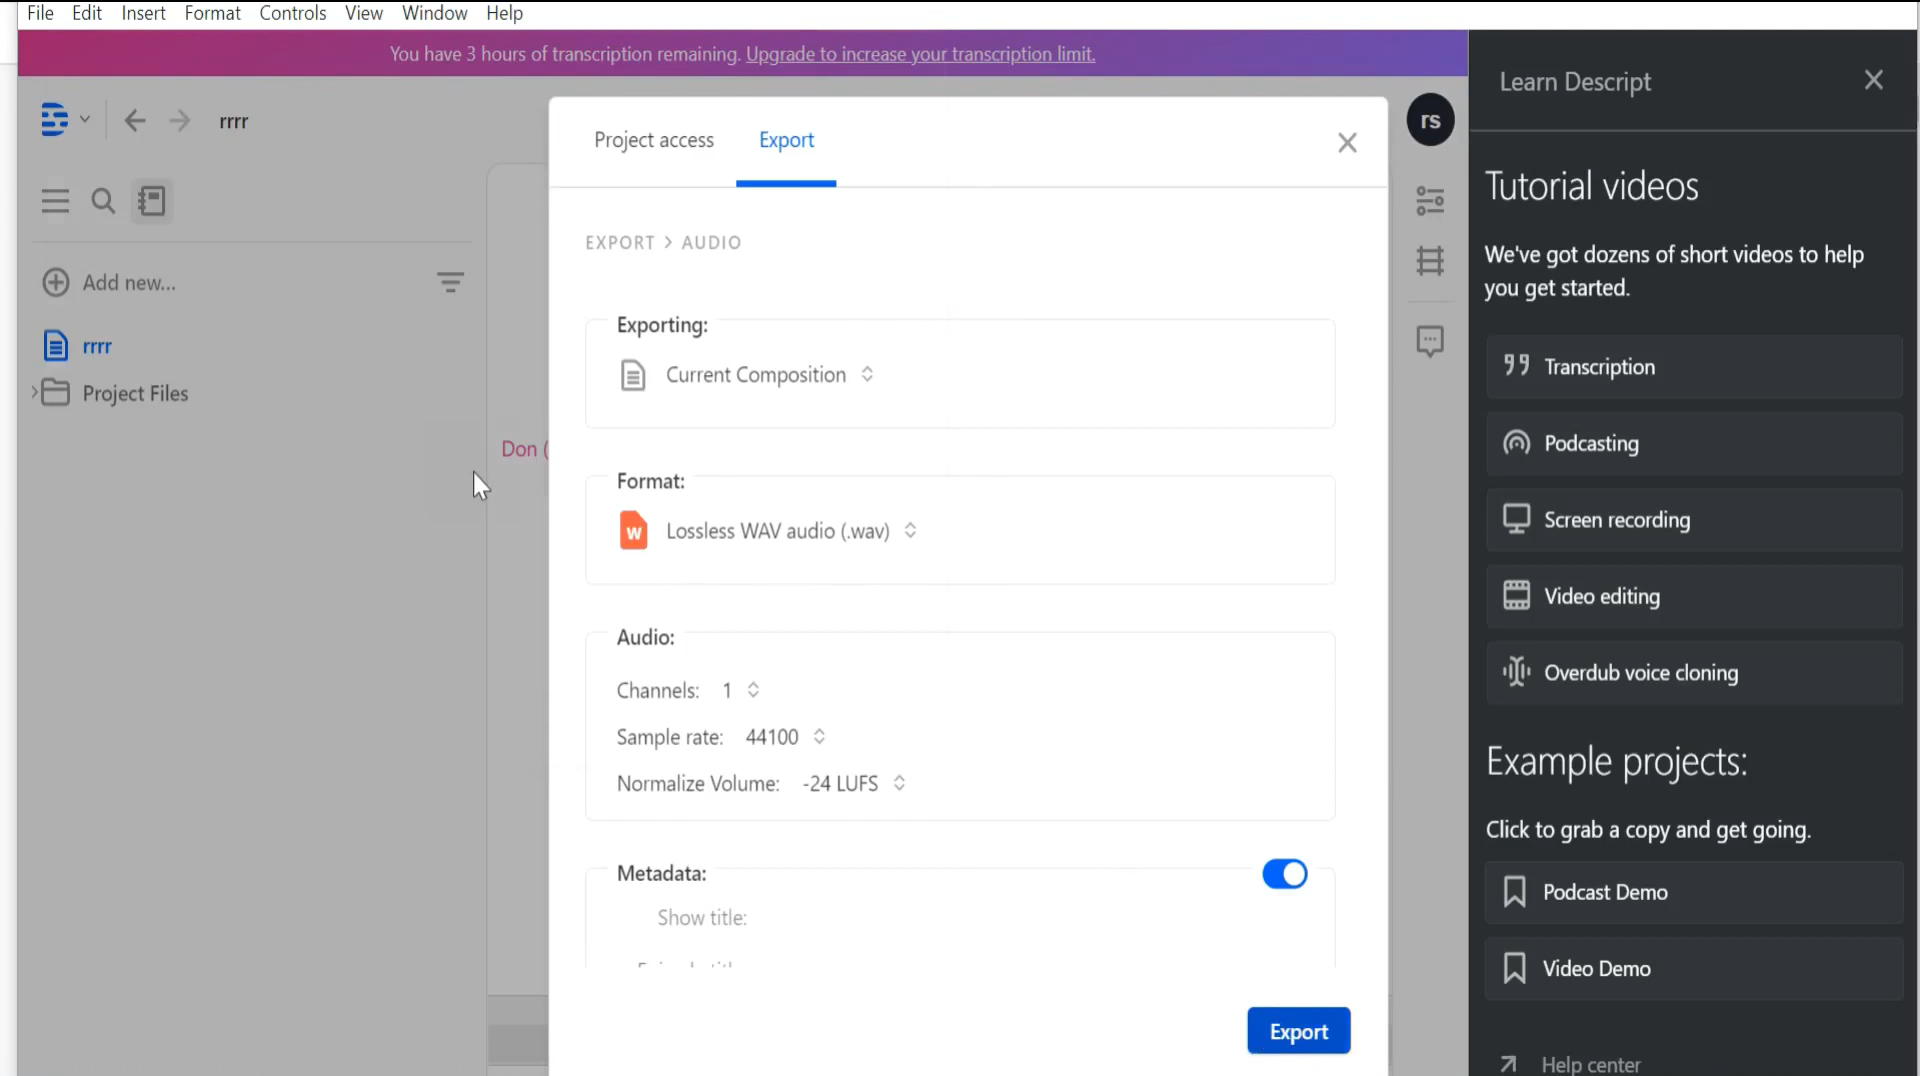 File Edit Insert Format Controls View Window Help
You have 3 hours of transcription remaining. Upgrade to increase your transcription limit.
rrrr
Add new...
rrrr
Project Files
Don (
Project access Export
EXPORT > AUDIO
Exporting:
Current Composition
Format:
W Lossless WAV audio (.wav)
Audio:
Channels: 1
Sample rate: 44100
Normalize Volume: -24 LUFS
Metadata:
Show title:
Export
rs
Learn Descript
Tutorial videos
We've got dozens of short videos to help
you get started.
Transcription
Podcasting
Screen recording
Video editing
Overdub voice cloning
Example projects:
Click to grab a copy and get going.
Podcast Demo
Video Demo
Help center